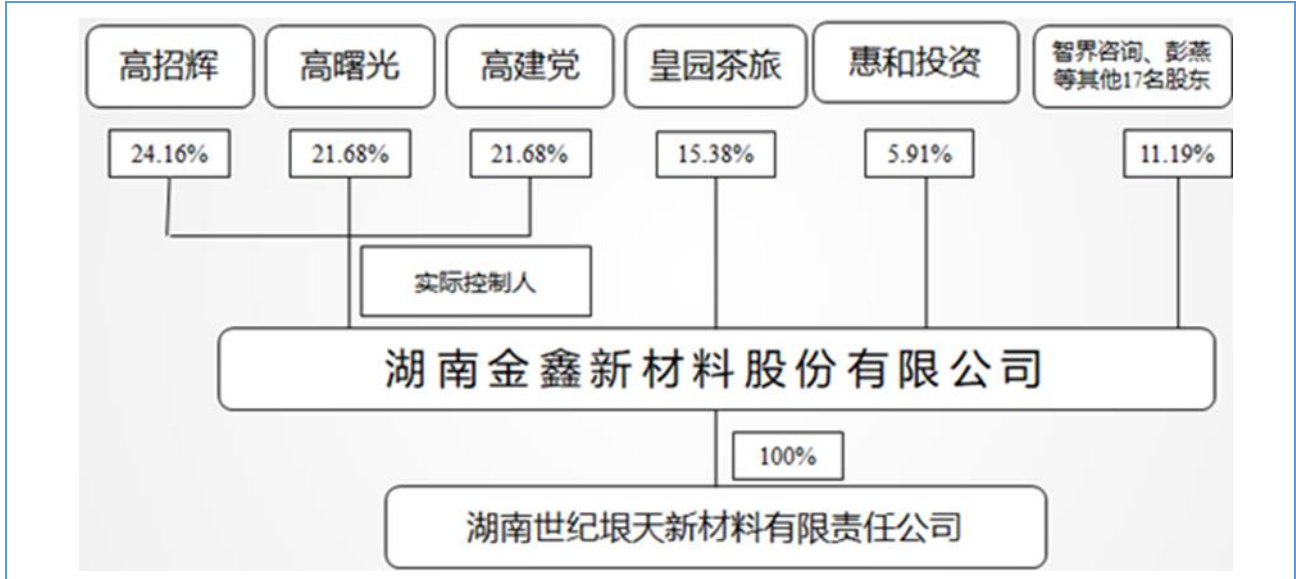 高招辉
高曙光
高建党
皇园茶旅
惠和投资
智界咨询、彭燕
等其他17名股东
24.16%
21.68%
21.68%
15.38%
5.91%
11.19%
实际控制人
湖南金鑫新材料股份有限公司
100%
湖南世纪垠天新材料有限责任公司